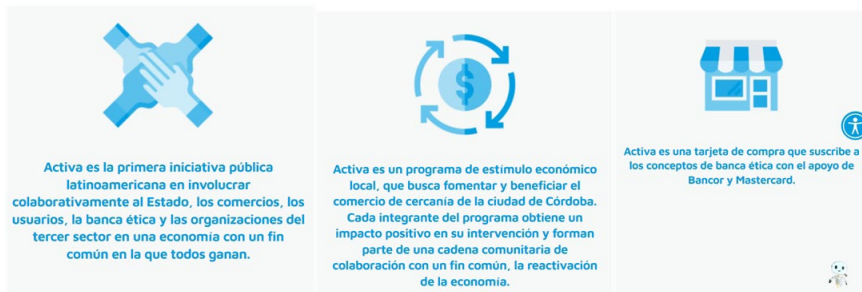 Activa es la primera iniciativa pública
latinoamericana en involucrar
colaborativamente al Estado, los comercios, los
usuarios, la banca ética y las organizaciones del
tercer sector en una economía con un fin
común en la que todos ganan.
$
Activa es un programa de estímulo económico
local, que busca fomentar y beneficiar el
comercio de cercanía de la ciudad de Córdoba.
Cada integrante del programa obtiene un
impacto positivo en su intervención y forman
parte de una cadena comunitaria de
colaboración con un fin común, la reactivación
de la economía.
Activa es una tarjeta de compra que suscribe a
los conceptos de banca ética con el apoyo de
Bancor y Mastercard.